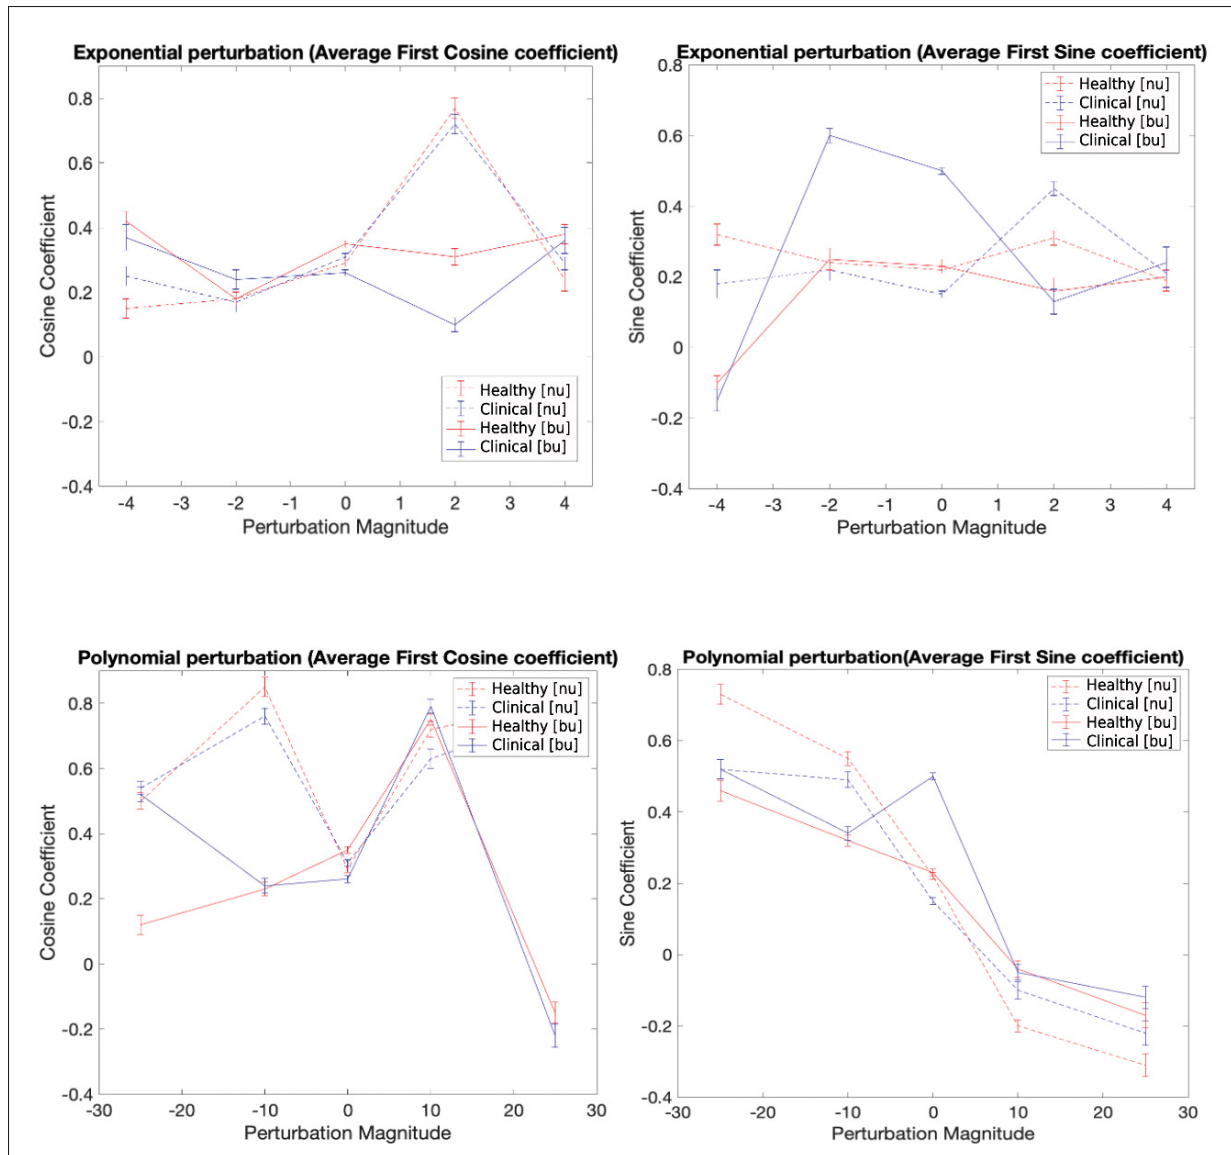 Exponential perturbation (Average First Cosine coefficient)
0.8
0.6
0.4
0.2
0
-0.2
-0.4
Cosine Coefficient
Healthy [nu]
Clinical [nu]
Healthy [bu]
Clinical [bu]
-4 -3 -2 -1 0 1 2 3 4
Perturbation Magnitude
Exponential perturbation (Average First Sine coefficient)
0.8
0.6
0.4
0.2
0
-0.2
-0.4
Sine Coefficient
Healthy [nu]
Clinical [nu]
Healthy [bu]
Clinical [bu]
-4 -3 -2 -1 0 1 2 3 4
Perturbation Magnitude
Polynomial perturbation (Average First Cosine coefficient)
0.8
0.6
0.4
0.2
0
-0.2
-0.4
Cosine Coefficient
Healthy [nu]
Clinical [nu]
Healthy [bu]
Clinical [bu]
-30 -20 -10 0 10 20 30
Perturbation Magnitude
Polynomial perturbation(Average First Sine coefficient)
0.8
0.6
0.4
0.2
0
-0.2
-0.4
Sine Coefficient
Healthy [nu]
Clinical [nu]
Healthy [bu]
Clinical [bu]
-30 -20 -10 0 10 20 30
Perturbation Magnitude